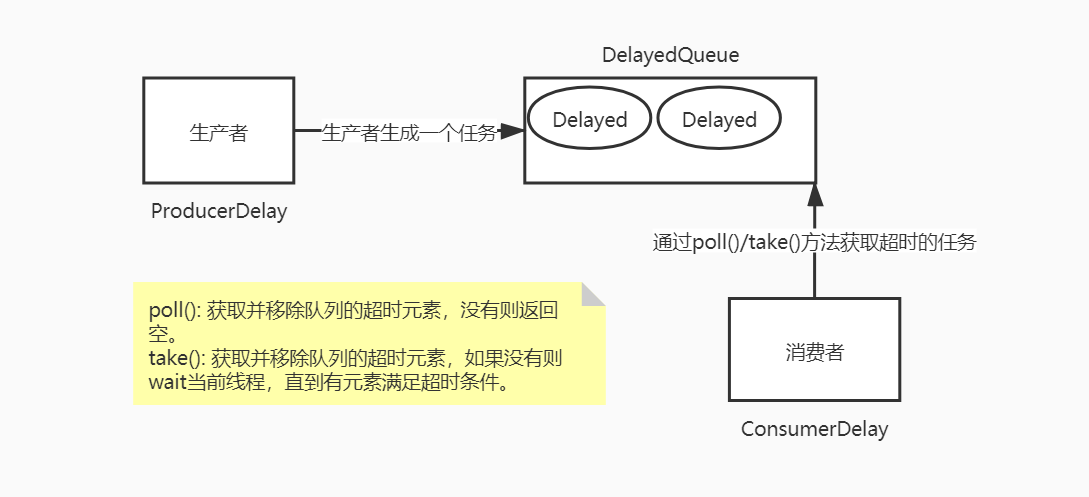 DelayedQueue
Delayed
Delayed
生产者
生产者生成一个任务
ProducerDelay
通过poll()/take()方法获取超时的任务
poll(): 获取并移除队列的超时元素，没有则返回
空。
take(): 获取并移除队列的超时元素，如果没有则
wait当前线程，直到有元素满足超时条件。
消费者
ConsumerDelay